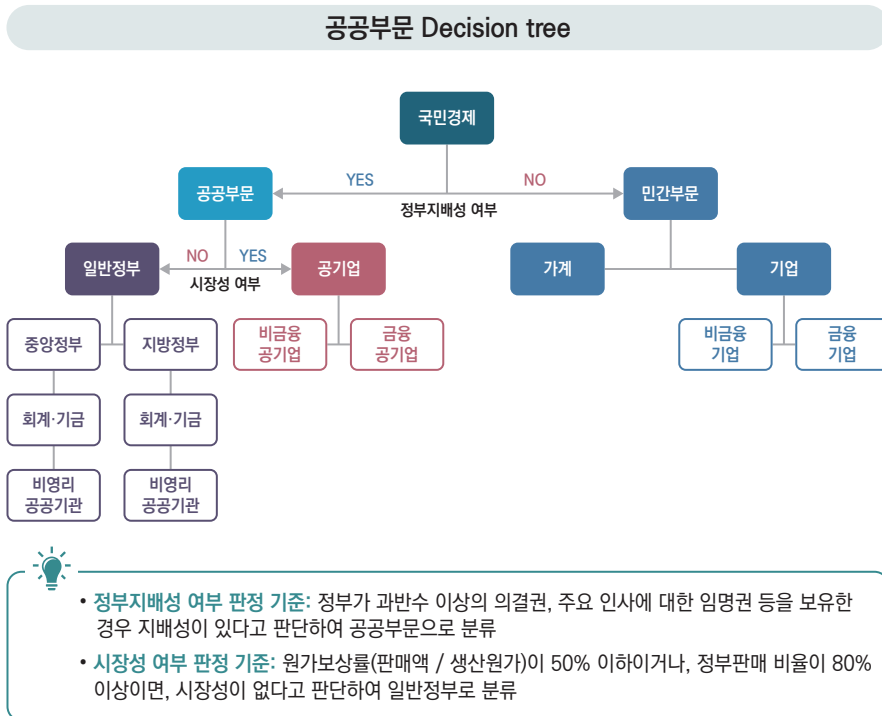 공공부문 Decision tree
국민경제
공공부문
YES
NO
민간부문
정부지배성 여부
일반정부
NO
YES
공기업
가계
기업
시장성 여부
중앙정부
지방정부
비금융
공기업
금융
공기업
비금융
기업
금융
기업
회계·기금
회계·기금
비영리
공공기관
비영리
공공기관
• 정부지배성 여부 판정 기준: 정부가 과반수 이상의 의결권, 주요 인사에 대한 임명권 등을 보유한
경우 지배성이 있다고 판단하여 공공부문으로 분류
• 시장성 여부 판정 기준: 원가보상률(판매액 / 생산원가)이 50% 이하이거나, 정부판매 비율이 80%
이상이면, 시장성이 없다고 판단하여 일반정부로 분류